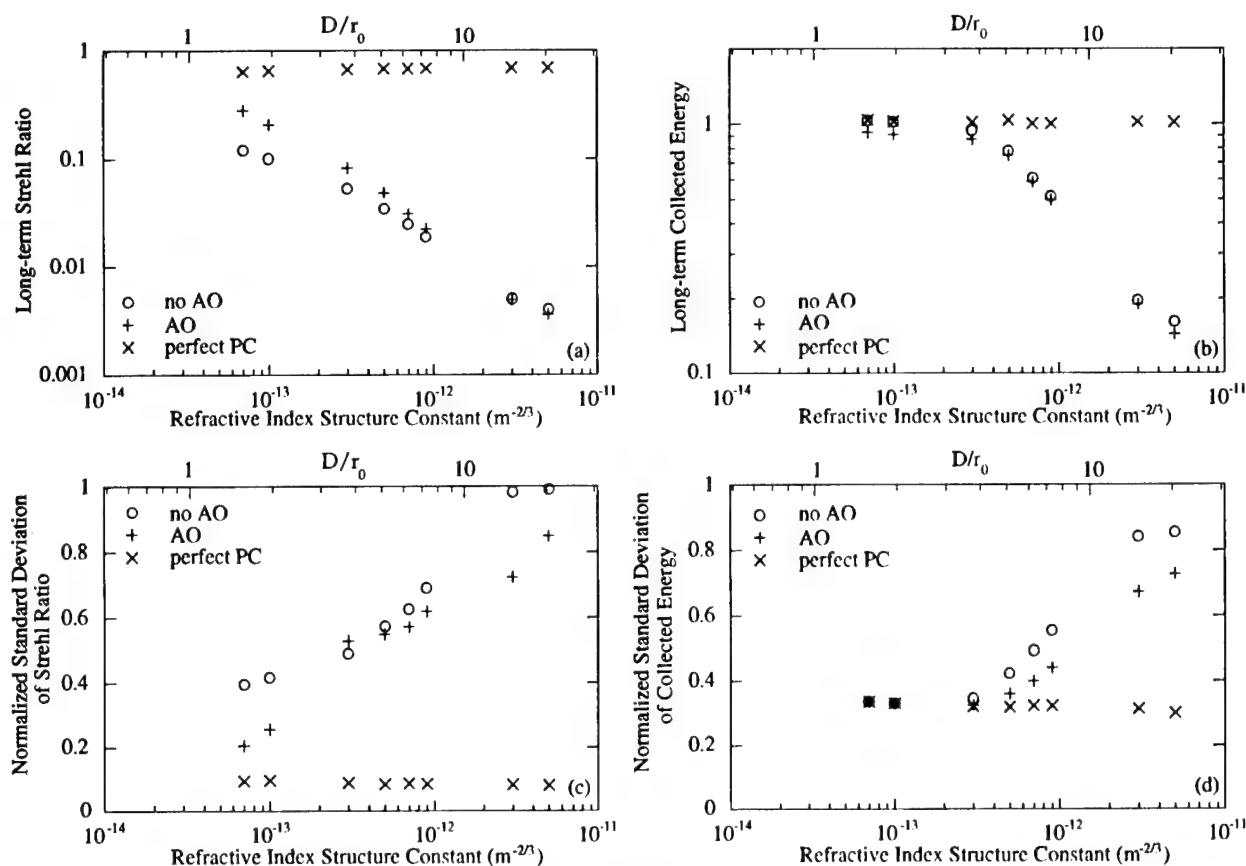 D/r₀
1
10
1
0.1
0.01
0.001
Long-term Strehl Ratio
no AO
AO
perfect PC
(a)
10⁻¹⁴
10⁻¹³
10⁻¹²
10⁻¹¹
Refractive Index Structure Constant (m⁻²/³)
D/r₀
1
10
1
0.1
Long-term Collected Energy
no AO
AO
perfect PC
(b)
10⁻¹⁴
10⁻¹³
10⁻¹²
10⁻¹¹
Refractive Index Structure Constant (m⁻²/³)
D/r₀
1
10
1
0.8
0.6
0.4
0.2
0
Normalized Standard Deviation
of Strehl Ratio
no AO
AO
perfect PC
(c)
10⁻¹⁴
10⁻¹³
10⁻¹²
10⁻¹¹
Refractive Index Structure Constant (m⁻²/³)
D/r₀
1
10
1
0.8
0.6
0.4
0.2
0
Normalized Standard Deviation
of Collected Energy
no AO
AO
perfect PC
(d)
10⁻¹⁴
10⁻¹³
10⁻¹²
10⁻¹¹
Refractive Index Structure Constant (m⁻²/³)